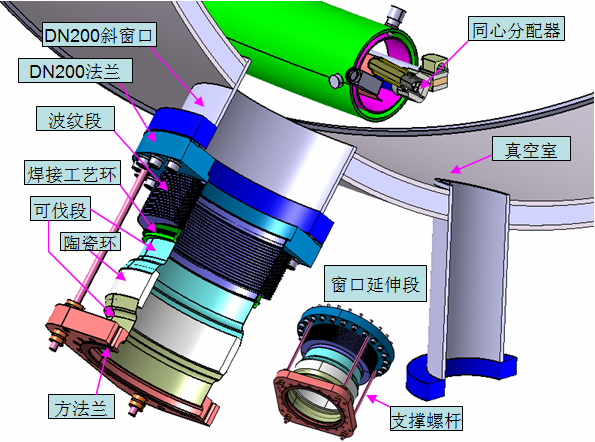 DN200斜窗口
同心分配器
DN200法兰
波纹段
真空室
焊接工艺环
可伐段
陶瓷环
窗口延伸段
方法兰
支撑螺杆